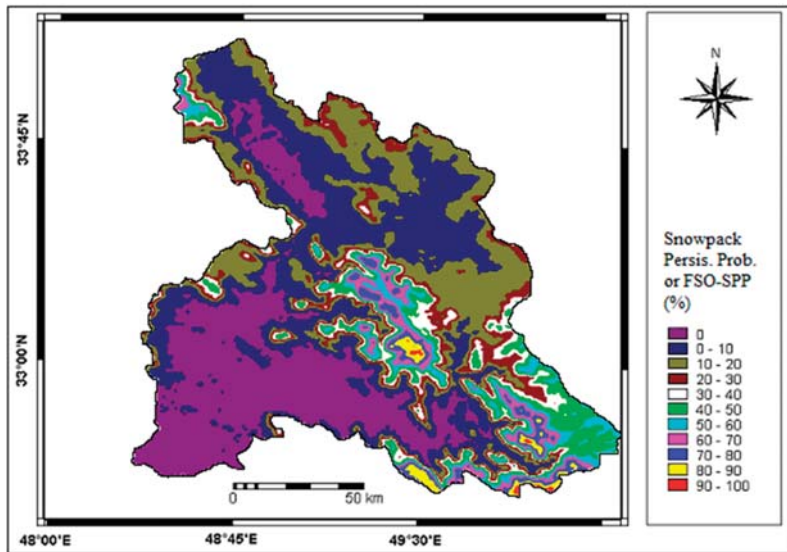 33°45'N
33°00'N
48°00'E
48°45'E
49°30'E
0
50 km
N
Snowpack
Persis. Prob.
or FSO-SPP
(%)
0
0 - 10
10 - 20
20 - 30
30 - 40
40 - 50
50 - 60
60 - 70
70 - 80
80 - 90
90 - 100